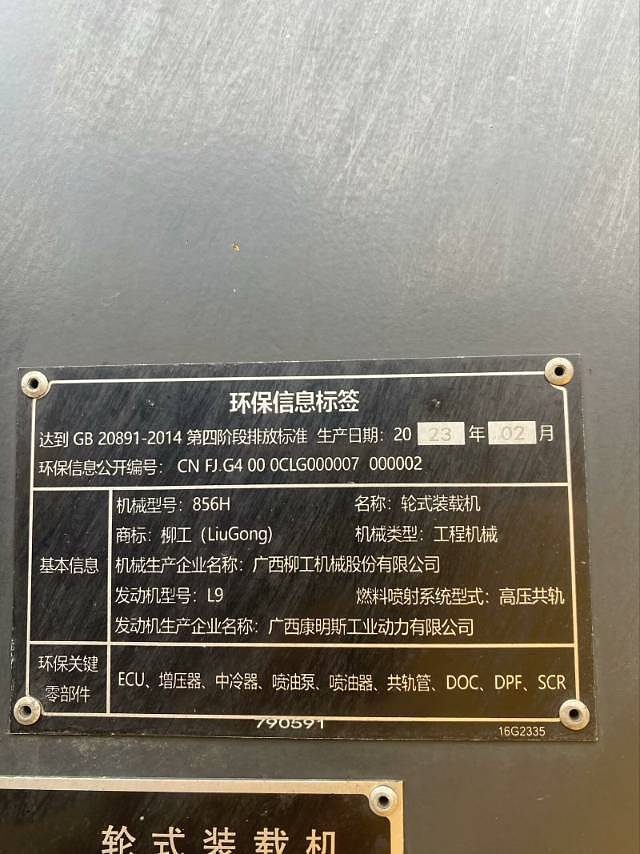 环保信息标签
达到 GB 20891-2014 第四阶段排放标准 生产日期: 20 23 年 02 月
环保信息公开编号: CN FJ.G4 00 0CLG000007 000002
基本信息
机械型号: 856H 名称: 轮式装载机
商标: 柳工 (LiuGong) 机械类型: 工程机械
机械生产企业名称: 广西柳工机械股份有限公司
发动机型号: L9 燃料喷射系统型式: 高压共轨
发动机生产企业名称: 广西康明斯工业动力有限公司
环保关键
零部件
ECU、增压器、中冷器、喷油泵、喷油器、共轨管、DOC、DPF、SCR
790591
16G2335
轮式装载机